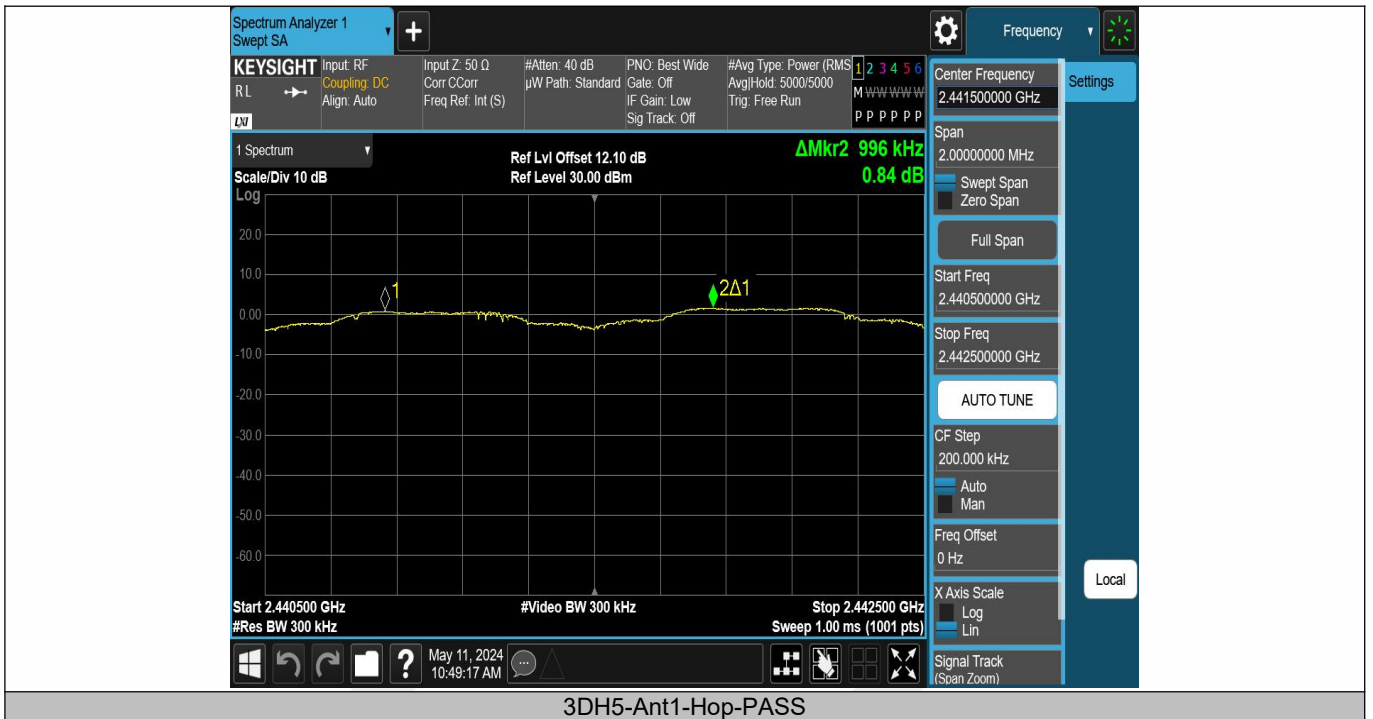 Spectrum Analyzer 1
Swept SA
Frequency
KEYSIGHT
RL
LXI
Input: RF
Coupling: DC
Align: Auto
Input Z: 50 Ω
Corr CCorr
Freq Ref: Int (S)
#Atten: 40 dB
µW Path: Standard
PNO: Best Wide
Gate: Off
IF Gain: Low
Sig Track: Off
#Avg Type: Power (RMS
Avg|Hold: 5000/5000
Trig: Free Run
1 2 3 4 5 6
M W W W W W
P P P P P P
1 Spectrum
Scale/Div 10 dB
Log
Ref Lvl Offset 12.10 dB
Ref Level 30.00 dBm
ΔMkr2 996 kHz
0.84 dB
20.0
10.0
0.00
-10.0
-20.0
-30.0
-40.0
-50.0
-60.0
1
2Δ1
Start 2.440500 GHz
#Res BW 300 kHz
#Video BW 300 kHz
Stop 2.442500 GHz
Sweep 1.00 ms (1001 pts)
May 11, 2024
10:49:17 AM
Center Frequency
2.441500000 GHz
Settings
Span
2.00000000 MHz
Swept Span
Zero Span
Full Span
Start Freq
2.440500000 GHz
Stop Freq
2.442500000 GHz
AUTO TUNE
CF Step
200.000 kHz
Auto
Man
Freq Offset
0 Hz
X Axis Scale
Log
Lin
Local
Signal Track
(Span Zoom)
3DH5-Ant1-Hop-PASS